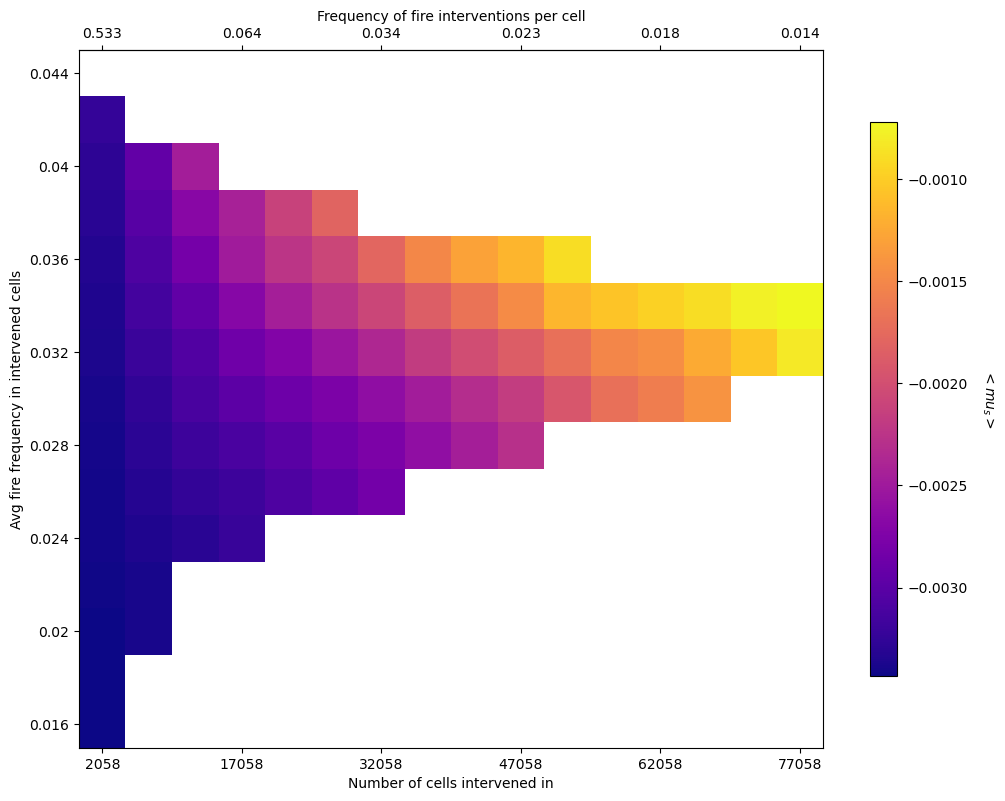 Frequency of fire interventions per cell
0.533 0.064 0.034 0.023 0.018 0.014
Avg fire frequency in intervened cells
0.044
0.04
0.036
0.032
0.028
0.024
0.02
0.016
2058 17058 32058 47058 62058 77058
Number of cells intervened in
−0.0010
−0.0015
−0.0020
−0.0025
−0.0030
< mu_s >